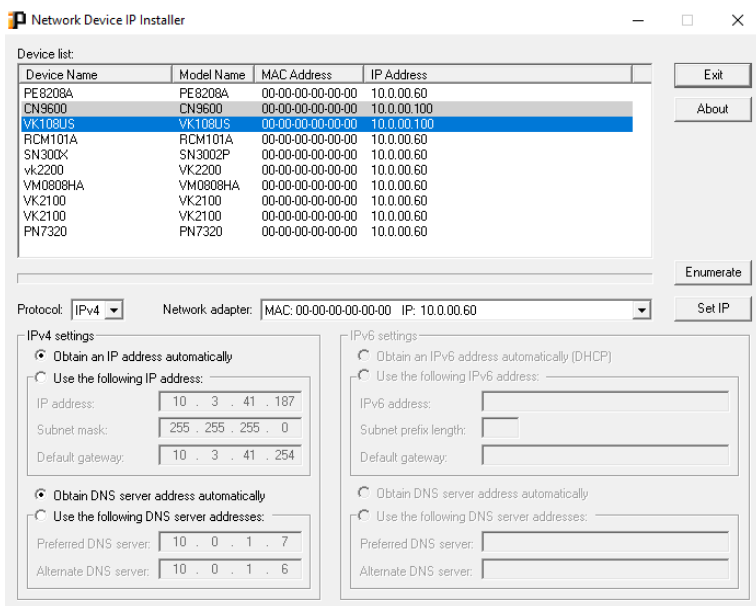 Network Device IP Installer
Device list:
Device Name Model Name MAC Address IP Address
PE8208A PE8208A 00-00-00-00-00-00 10.0.00.60
CN9600 CN9600 00-00-00-00-00-00 10.0.00.100
VK108US VK108US 00-00-00-00-00-00 10.0.00.100
RCM101A RCM101A 00-00-00-00-00-00 10.0.00.60
SN300X SN3002P 00-00-00-00-00-00 10.0.00.60
vk2200 VK2200 00-00-00-00-00-00 10.0.00.60
VM0808HA VM0808HA 00-00-00-00-00-00 10.0.00.60
VK2100 VK2100 00-00-00-00-00-00 10.0.00.60
VK2100 VK2100 00-00-00-00-00-00 10.0.00.60
PN7320 PN7320 00-00-00-00-00-00 10.0.00.60
Exit
About
Enumerate
Protocol: IPv4 Network adapter: MAC: 00-00-00-00-00-00 IP: 10.0.00.60 Set IP
IPv4 settings
Obtain an IP address automatically
Use the following IP address:
IP address: 10 . 3 . 41 . 187
Subnet mask: 255 . 255 . 255 . 0
Default gateway: 10 . 3 . 41 . 254
Obtain DNS server address automatically
Use the following DNS server addresses:
Preferred DNS server: 10 . 0 . 1 . 7
Alternate DNS server: 10 . 0 . 1 . 6
IPv6 settings
Obtain an IPv6 address automatically (DHCP)
Use the following IPv6 address:
IPv6 address:
Subnet prefix length:
Default gateway:
Obtain DNS server address automatically
Use the following DNS server addresses:
Preferred DNS server:
Alternate DNS server: